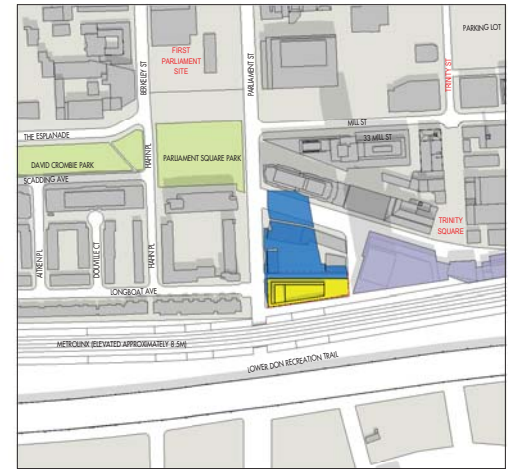 PARKING LOT
FIRST
PARLIAMENT
SITE
BERKELEY ST
PARLIAMENT ST
TRINITY ST
MILL ST
33 MILL ST
THE ESPLANADE
HAHN PL
DAVID CROMBIE PARK
PARLIAMENT SQUARE PARK
SCADDING AVE
TRINITY
SQUARE
AITKEN PL
DOUVILLE CT
HAHN PL
LONGBOAT AVE
METROLINX (ELEVATED APPROXIMATELY 8.5M)
LOWER DON RECREATION TRAIL